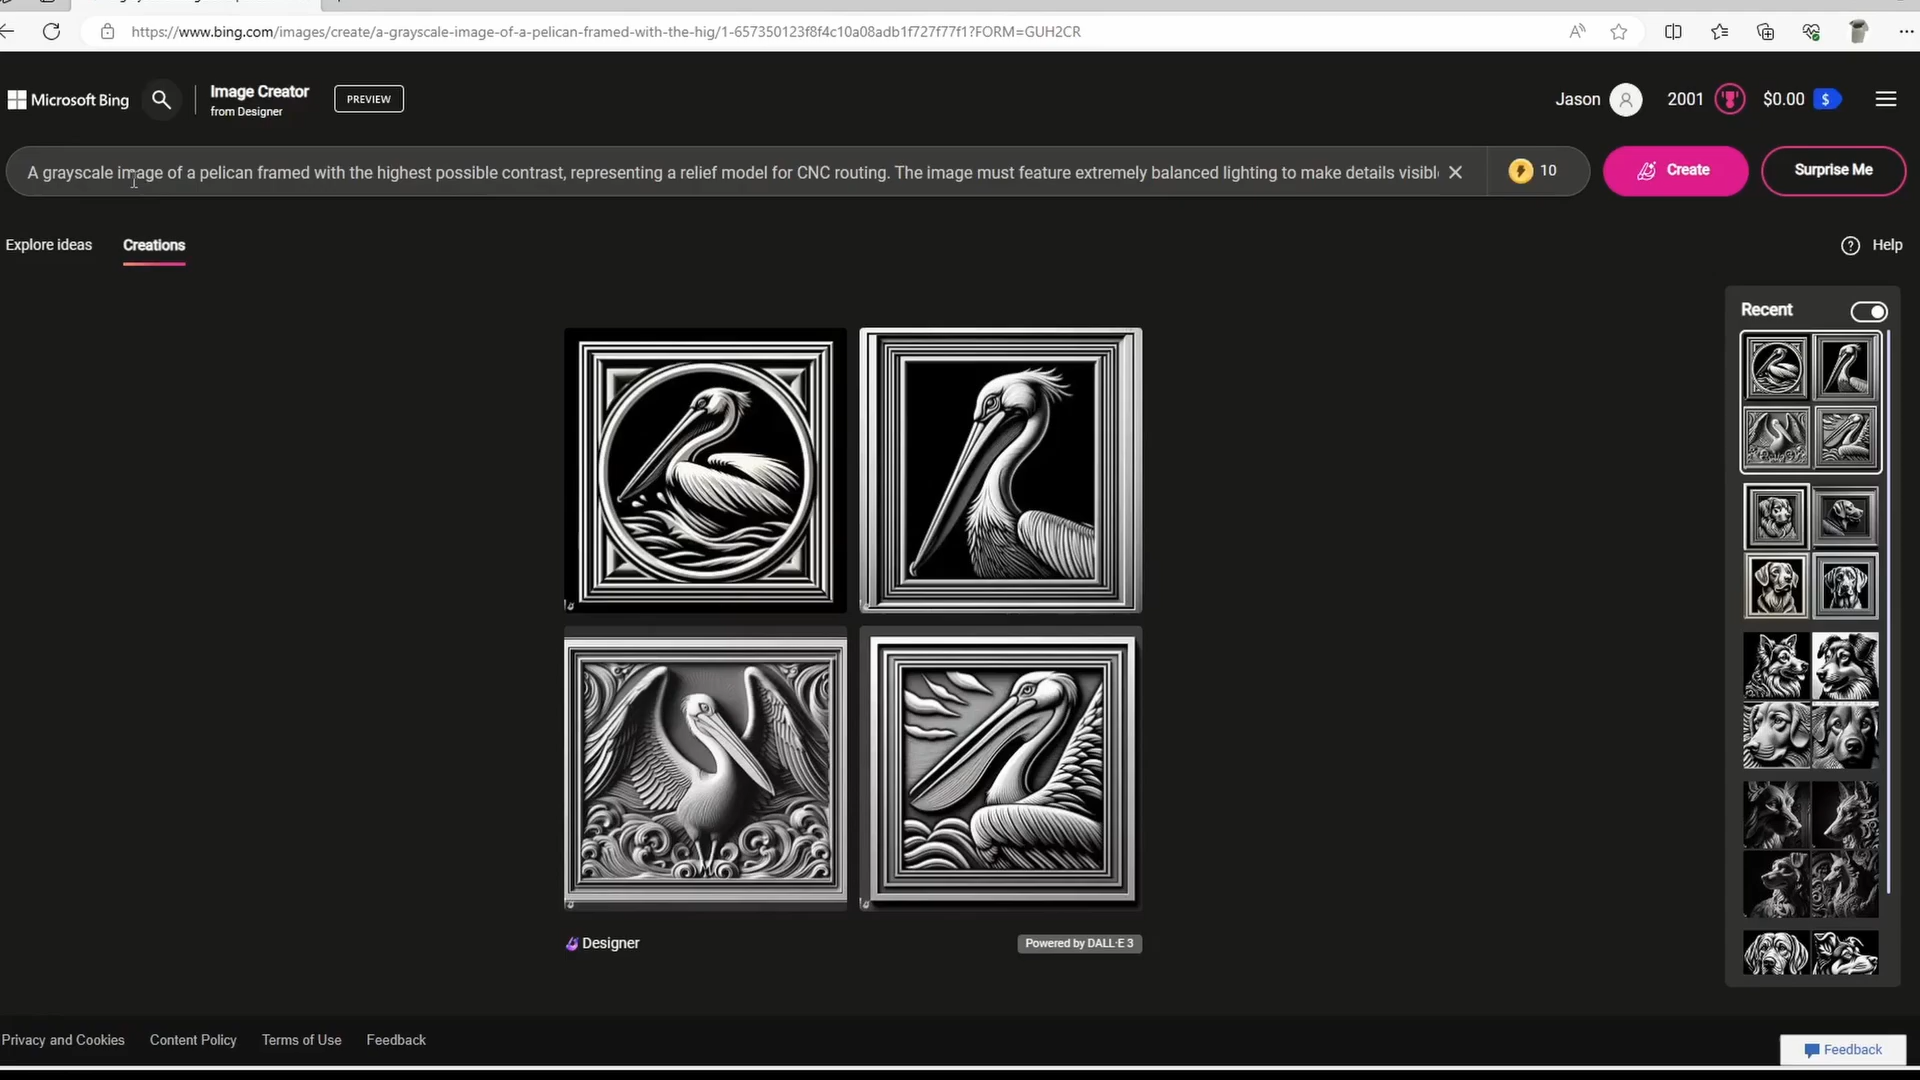 https://www.bing.com/images/create/a-grayscale-image-of-a-pelican-framed-with-the-hig/1-657350123f8f4c10a08adb1f727f77f1?FORM=GUH2CR
Microsoft Bing
Image Creator
from Designer
PREVIEW
Jason
2001
$0.00
$
A grayscale image of a pelican framed with the highest possible contrast, representing a relief model for CNC routing. The image must feature extremely balanced lighting to make details visibl
10
Create
Surprise Me
Explore ideas
Creations
Help
Recent
Designer
Powered by DALL·E 3
Privacy and Cookies
Content Policy
Terms of Use
Feedback
Feedback